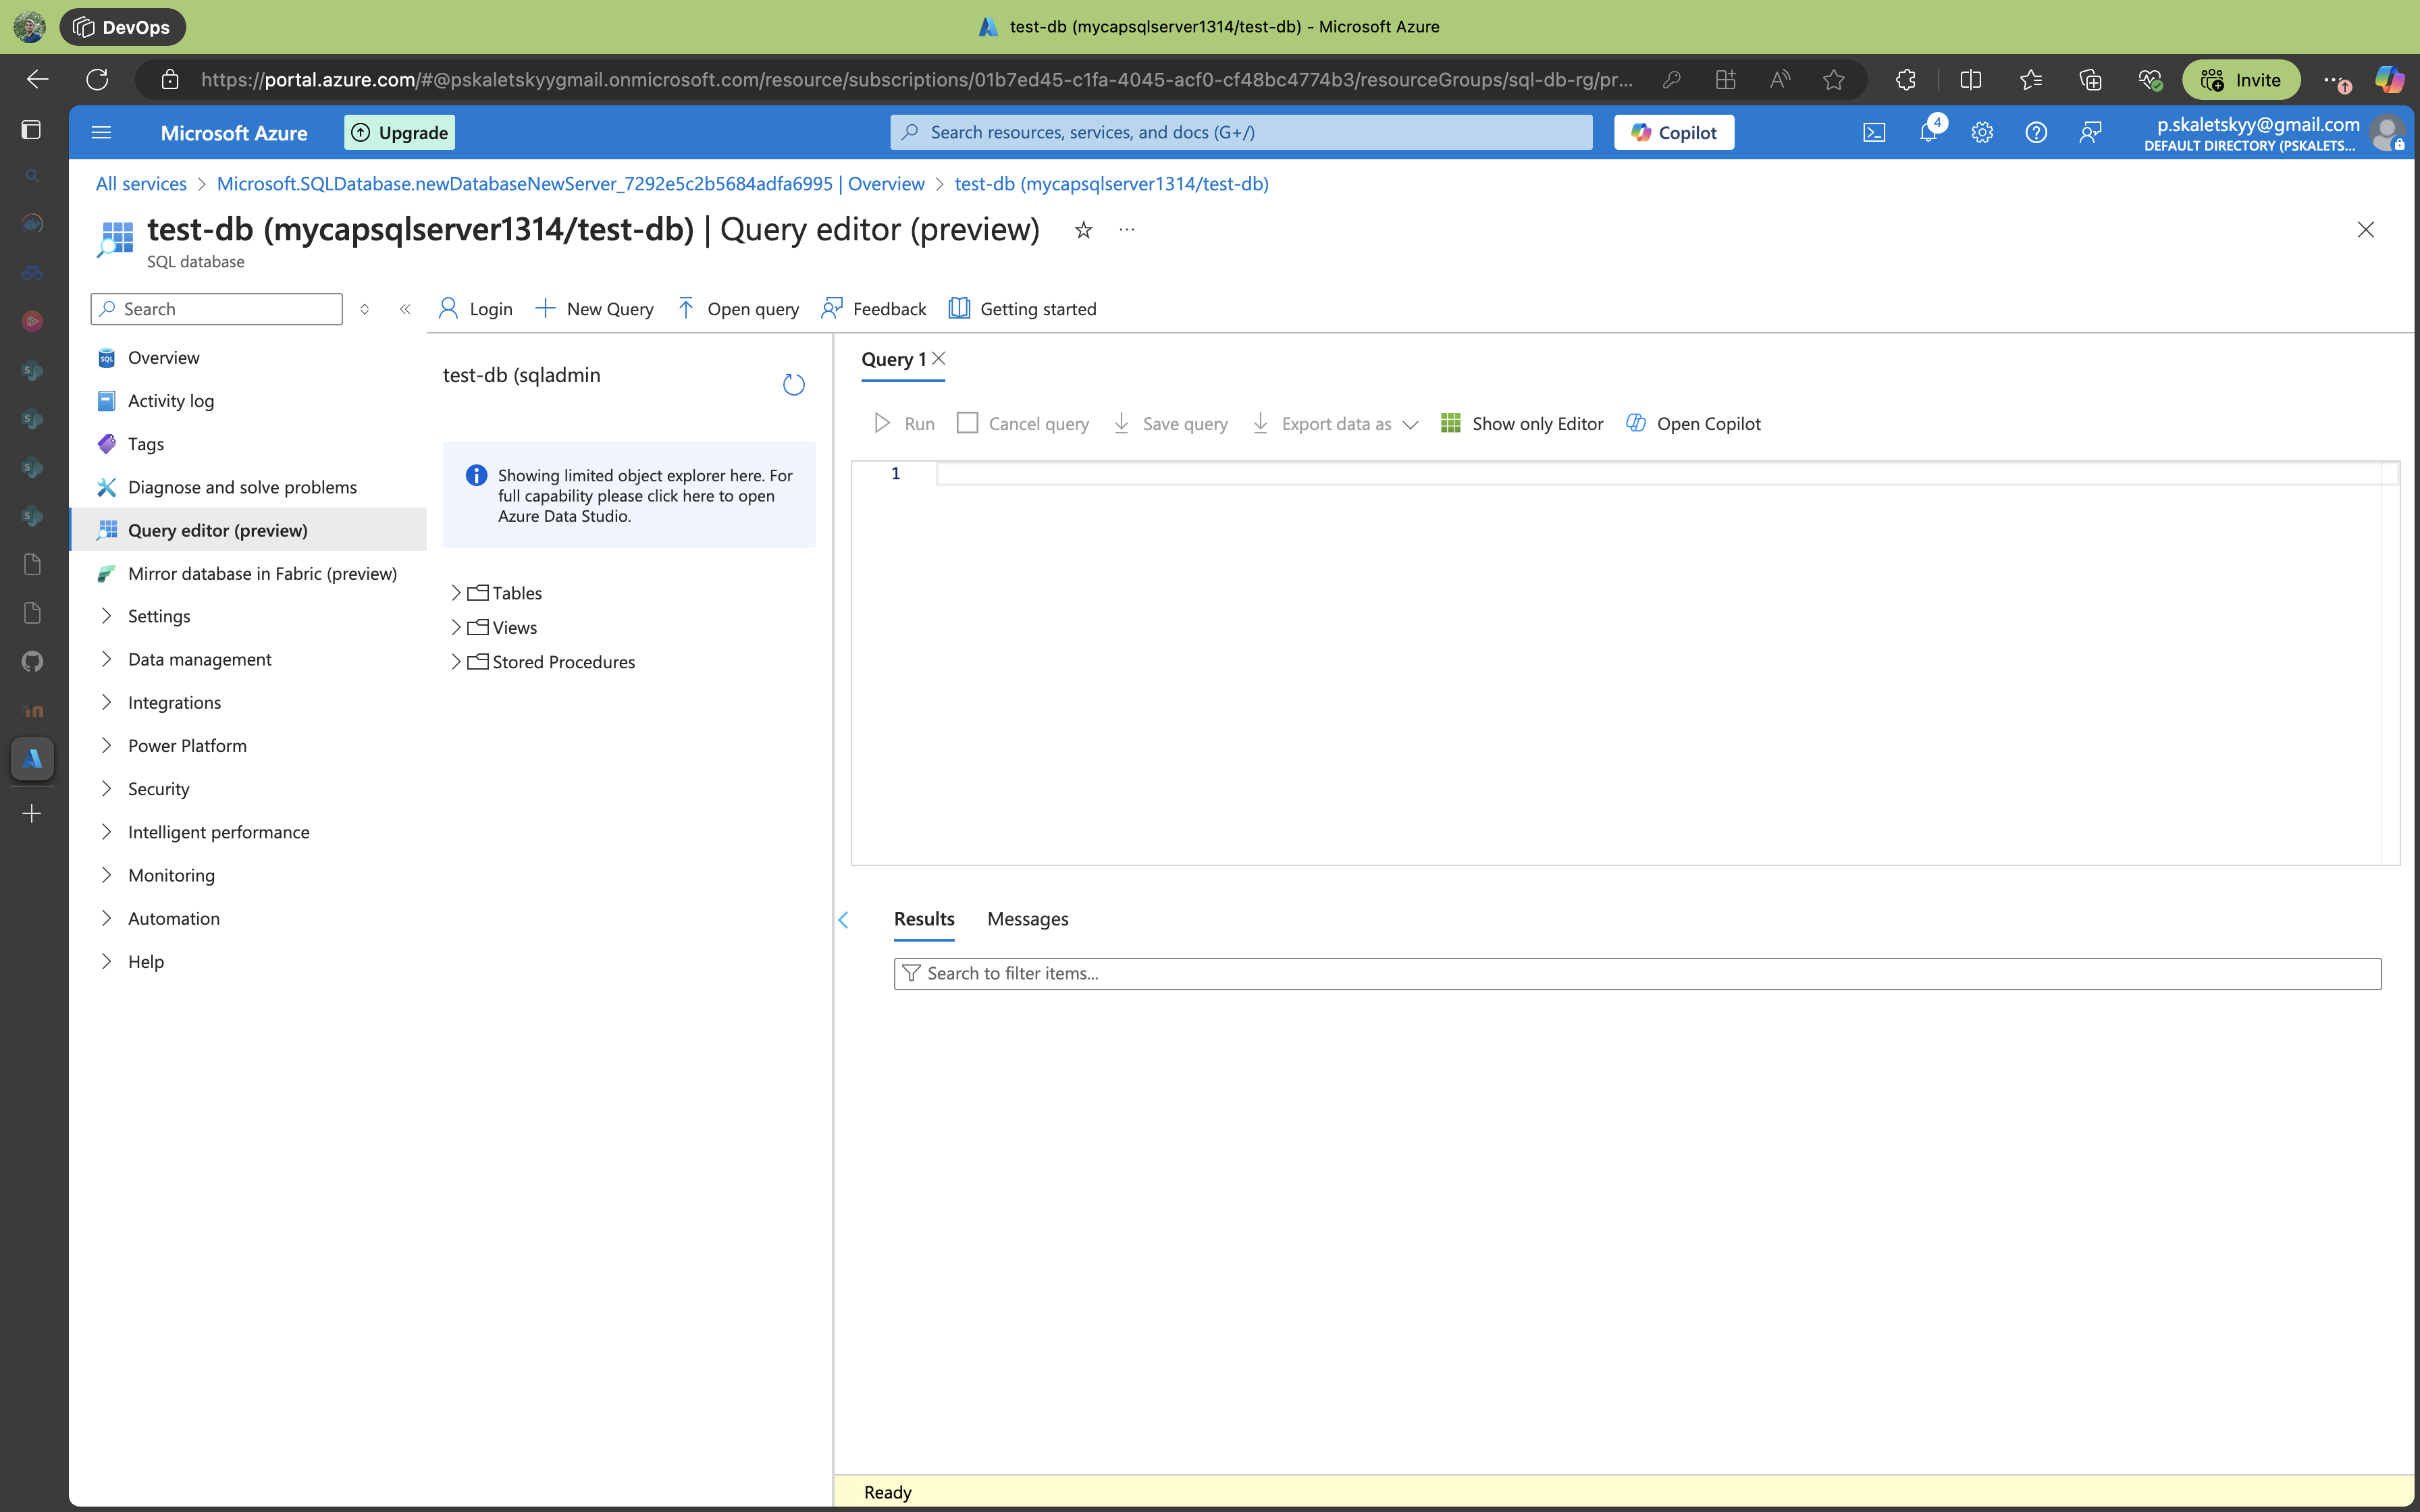 DevOps
test-db (mycapsqlserver1314/test-db) - Microsoft Azure
https://portal.azure.com/#@pskaletskyygmail.onmicrosoft.com/resource/subscriptions/01b7ed45-c1fa-4045-acf0-cf48bc4774b3/resourceGroups/sql-db-rg/pr...
Invite
Microsoft Azure
Upgrade
Search resources, services, and docs (G+/)
Copilot
4
p.skaletskyy@gmail.com
DEFAULT DIRECTORY (PSKALETS...
All services > Microsoft.SQLDatabase.newDatabaseNewServer_7292e5c2b5684adfa6995 | Overview > test-db (mycapsqlserver1314/test-db)
test-db (mycapsqlserver1314/test-db) | Query editor (preview)
SQL database
Search
Login
New Query
Open query
Feedback
Getting started
Overview
Activity log
Tags
Diagnose and solve problems
Query editor (preview)
Mirror database in Fabric (preview)
Settings
Data management
Integrations
Power Platform
Security
Intelligent performance
Monitoring
Automation
Help
test-db (sqladmin
Showing limited object explorer here. For
full capability please click here to open
Azure Data Studio.
Tables
Views
Stored Procedures
Query 1
Run
Cancel query
Save query
Export data as
Show only Editor
Open Copilot
1
Results
Messages
Search to filter items...
Ready